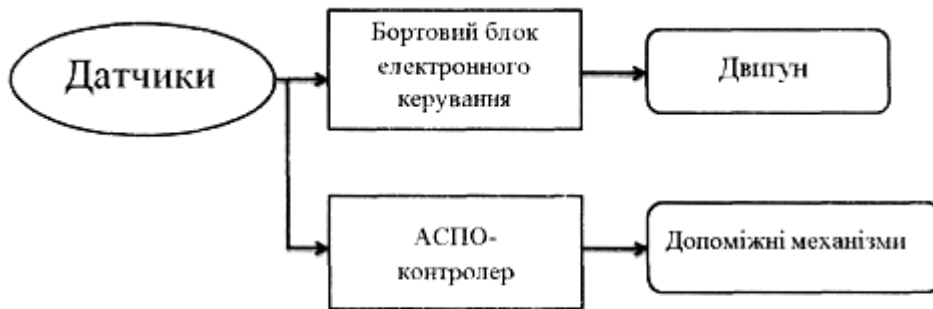 Датчики
Бортовий блок
електронного
керування
Двигун
АСПО-
контролер
Допоміжні механізми